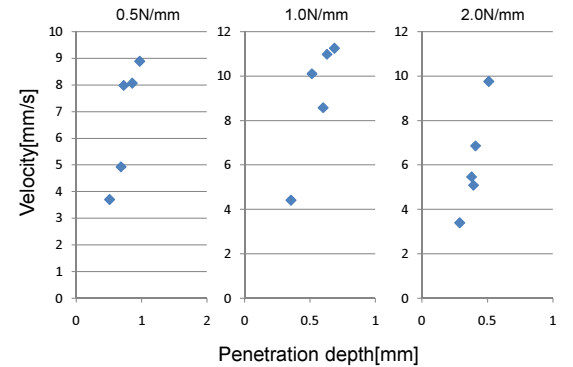 0.5N/mm 1.0N/mm 2.0N/mm
10 12 12
9
8 10 10
7 8 8
6
5 6 6
4 4 4
3
2 2 2
1
0 0 0
0 1 2 0 0.5 1 0 0.5 1
Velocity[mm/s]
Penetration depth[mm]